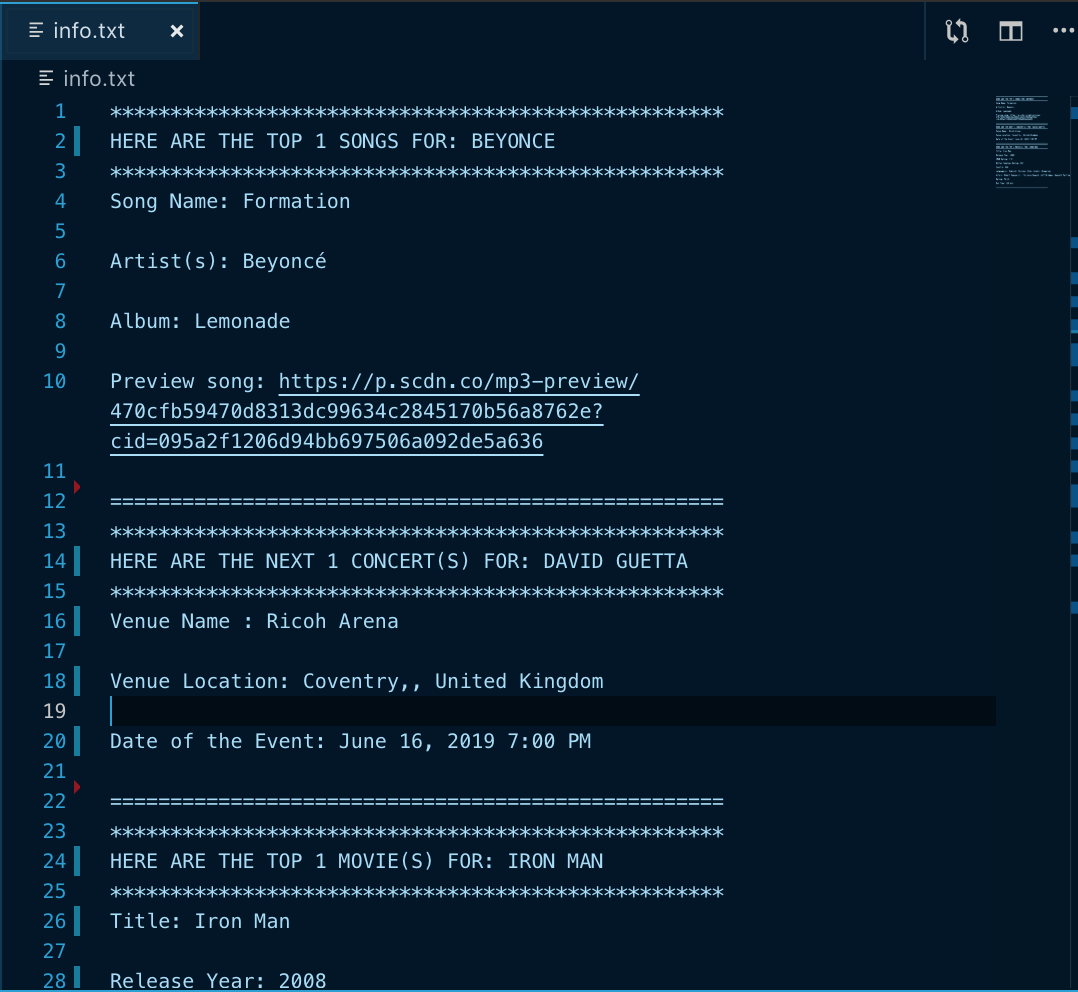 info.txt ×
info.txt
1 ***************************************************
2 HERE ARE THE TOP 1 SONGS FOR: BEYONCE
3 ***************************************************
4 Song Name: Formation
5
6 Artist(s): Beyoncé
7
8 Album: Lemonade
9
10 Preview song: https://p.scdn.co/mp3-preview/
470cfb59470d8313dc99634c2845170b56a8762e?
cid=095a2f1206d94bb697506a092de5a636
11
12 ===================================================
13 ***************************************************
14 HERE ARE THE NEXT 1 CONCERT(S) FOR: DAVID GUETTA
15 ***************************************************
16 Venue Name : Ricoh Arena
17
18 Venue Location: Coventry,, United Kingdom
19
20 Date of the Event: June 16, 2019 7:00 PM
21
22 ===================================================
23 ***************************************************
24 HERE ARE THE TOP 1 MOVIE(S) FOR: IRON MAN
25 ***************************************************
26 Title: Iron Man
27
28 Release Year: 2008